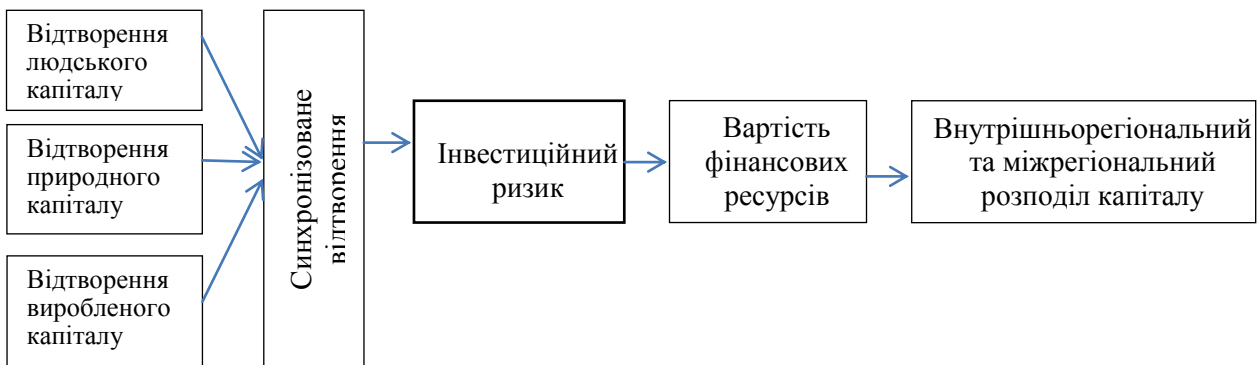 Відтворення
людського
капіталу
Відтворення
природного
капіталу
Відтворення
виробленого
капіталу
Синхронізоване
відтворення
Інвестиційний
ризик
Вартість
фінансових
ресурсів
Внутрішньорегіональний
та міжрегіональний
розподіл капіталу